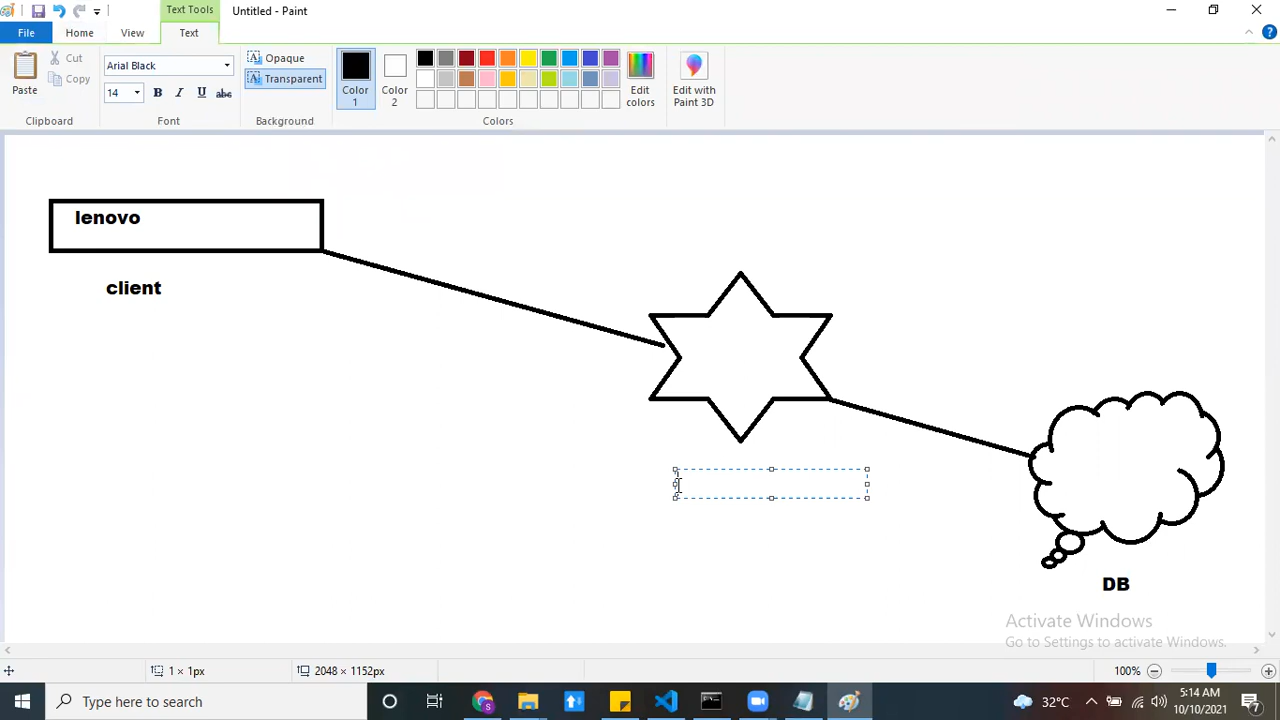 Text Tools
Untitled - Paint
File
Home
View
Text
Paste
Cut
Copy
Clipboard
Arial Black
14
B I U abc
Font
Opaque
Transparent
Background
Color 1
Color 2
Edit colors
Colors
Edit with Paint 3D
lenovo
client
DB
Activate Windows
Go to Settings to activate Windows.
1 × 1px
2048 × 1152px
100%
Type here to search
32°C
5:14 AM
10/10/2021
7